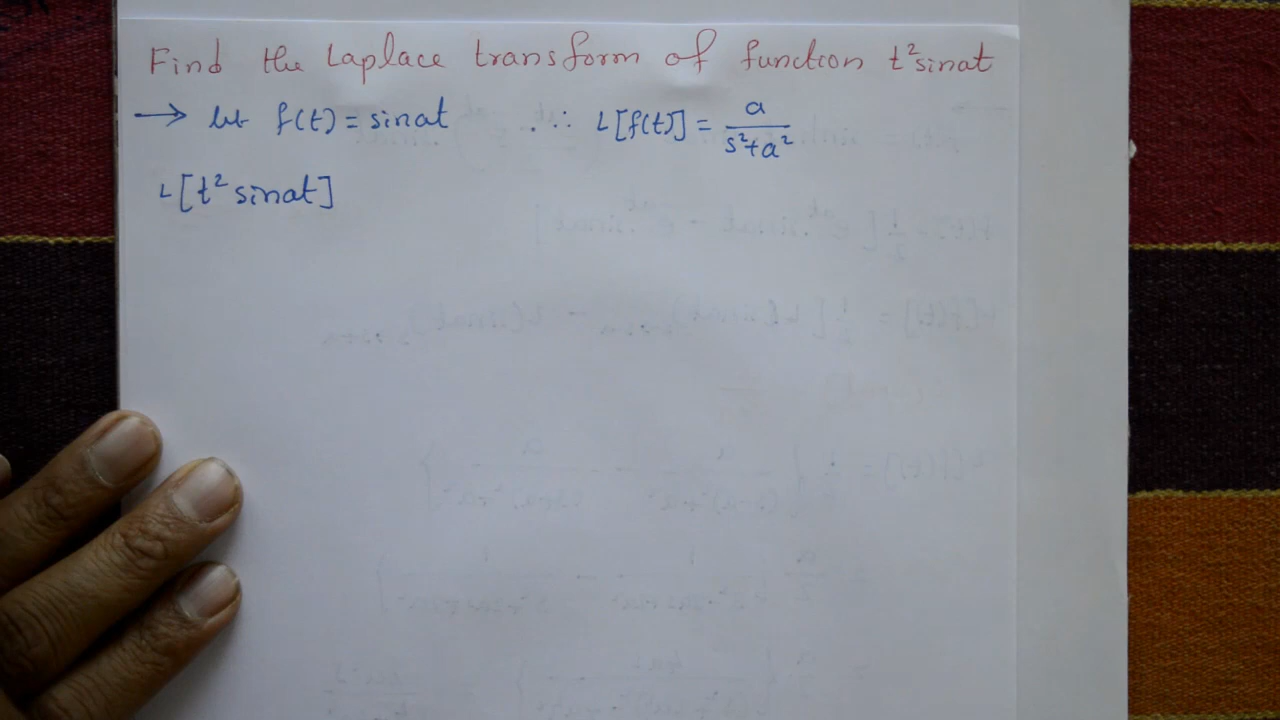 Find the Laplace transform of function t²sinat
→ let f(t) = sinat ∴ L[f(t)] = a/(s²+a²)
L[t² sinat]